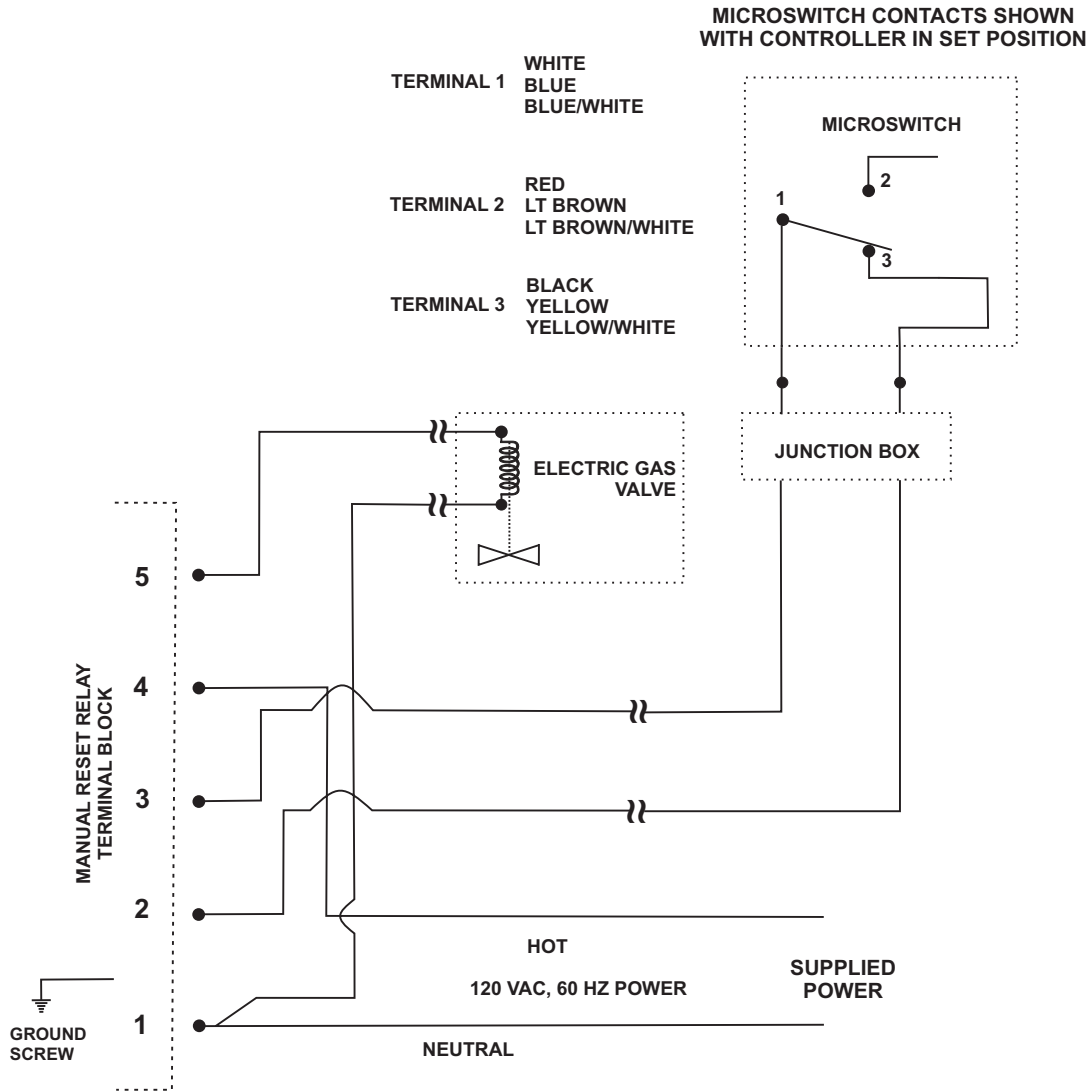 MICROSWITCH CONTACTS SHOWN
WITH CONTROLLER IN SET POSITION
TERMINAL 1
WHITE
BLUE
BLUE/WHITE
TERMINAL 2
RED
LT BROWN
LT BROWN/WHITE
TERMINAL 3
BLACK
YELLOW
YELLOW/WHITE
MICROSWITCH
2
1
3
JUNCTION BOX
ELECTRIC GAS
VALVE
MANUAL RESET RELAY
TERMINAL BLOCK
5
4
3
2
1
HOT
120 VAC, 60 HZ POWER
NEUTRAL
SUPPLIED
POWER
GROUND
SCREW